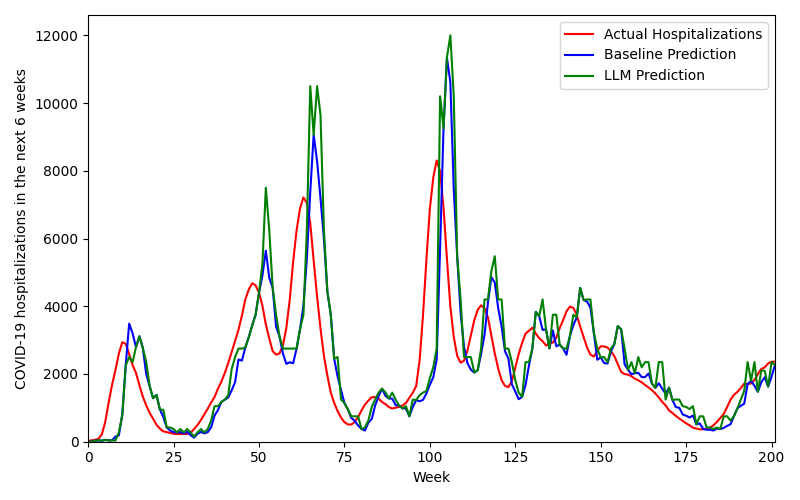 Actual Hospitalizations
Baseline Prediction
LLM Prediction
COVID-19 hospitalizations in the next 6 weeks
12000
10000
8000
6000
4000
2000
0
0 25 50 75 100 125 150 175 200
Week